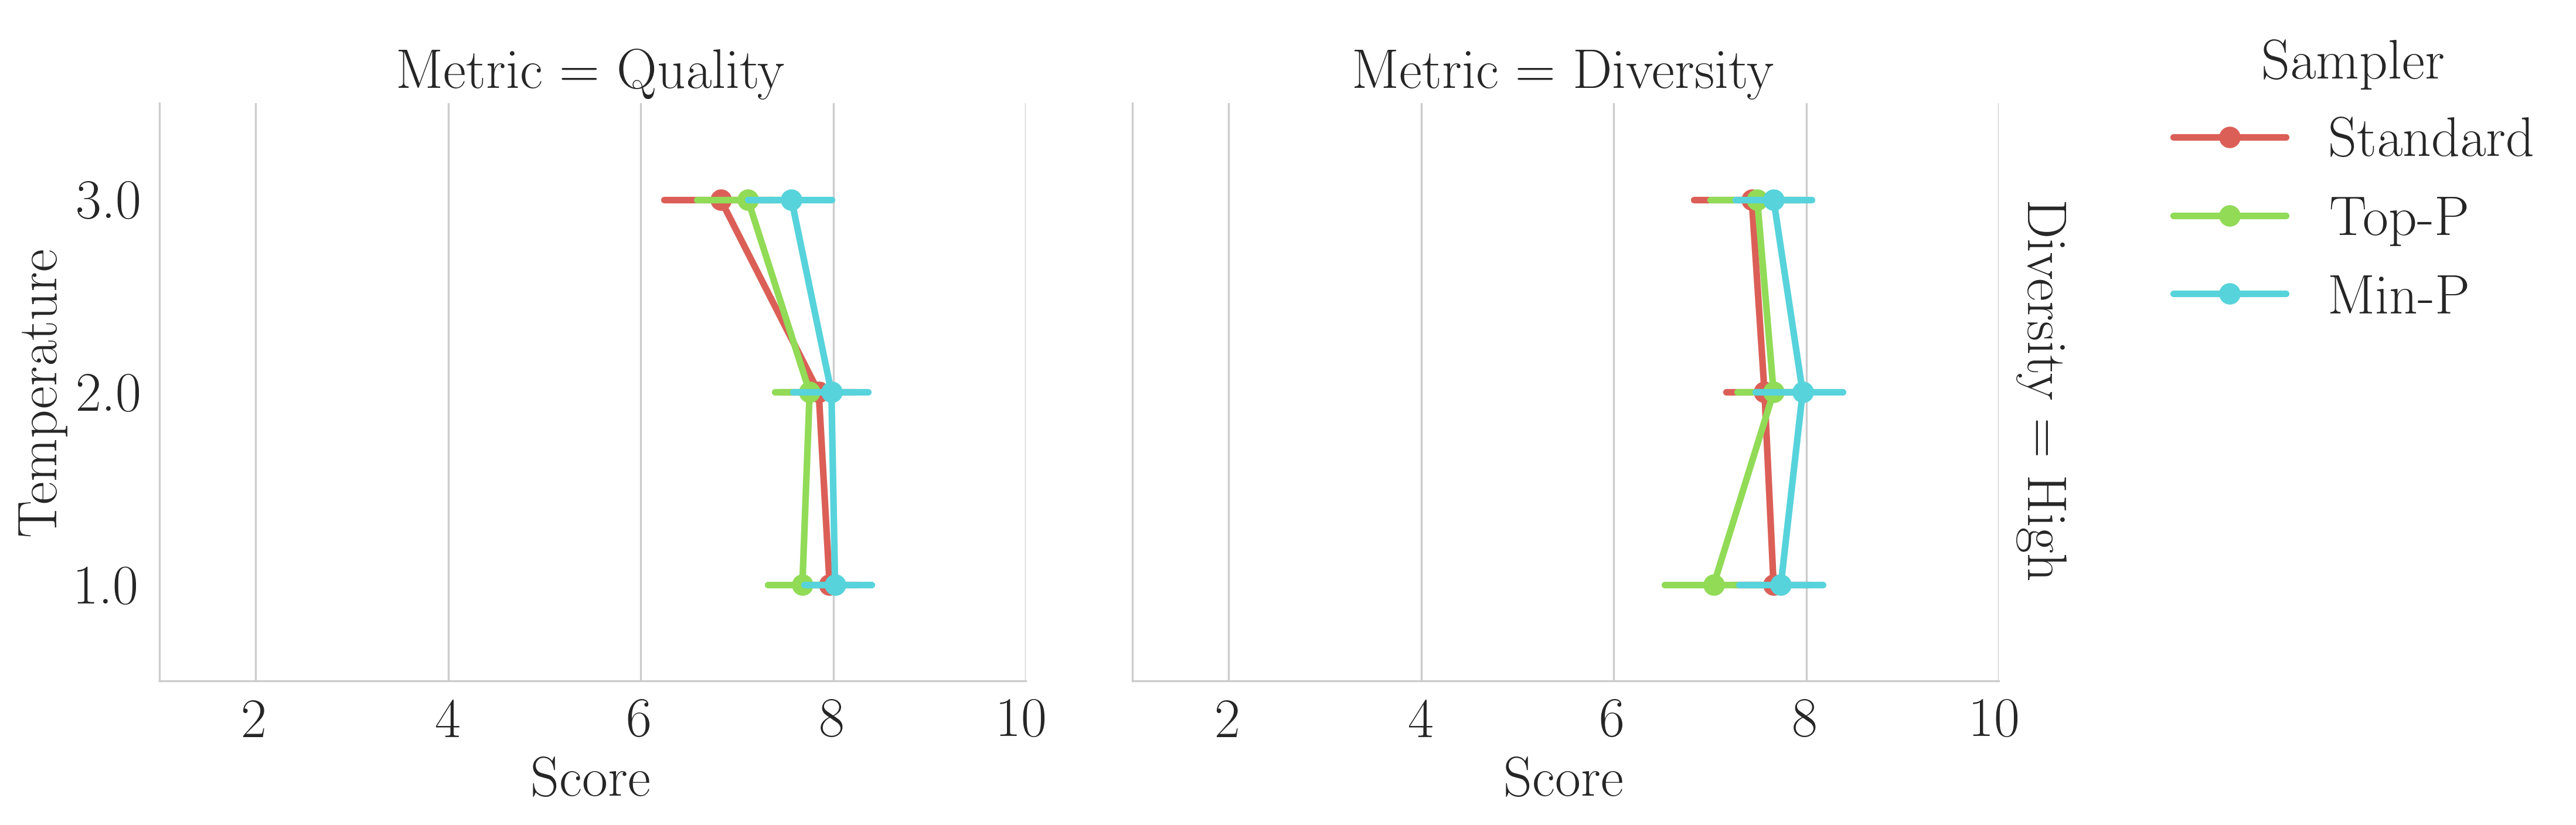 Metric = Quality
Metric = Diversity
Sampler
Standard
Top-P
Min-P
Temperature
3.0
2.0
1.0
Diversity = High
2 4 6 8 10
2 4 6 8 10
Score
Score